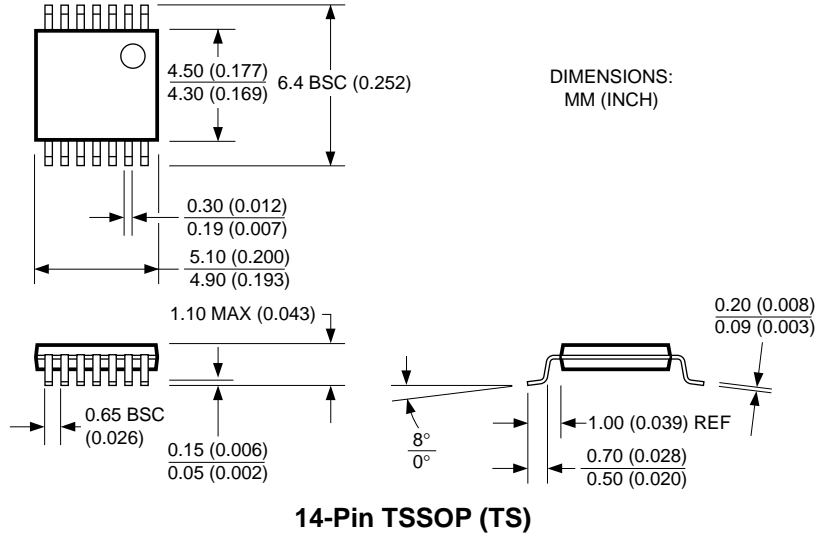 4.50 (0.177)
4.30 (0.169)
6.4 BSC (0.252)
DIMENSIONS:
MM (INCH)
0.30 (0.012)
0.19 (0.007)
5.10 (0.200)
4.90 (0.193)
1.10 MAX (0.043)
0.20 (0.008)
0.09 (0.003)
0.65 BSC
(0.026)
0.15 (0.006)
0.05 (0.002)
8°
0°
1.00 (0.039) REF
0.70 (0.028)
0.50 (0.020)
14-Pin TSSOP (TS)